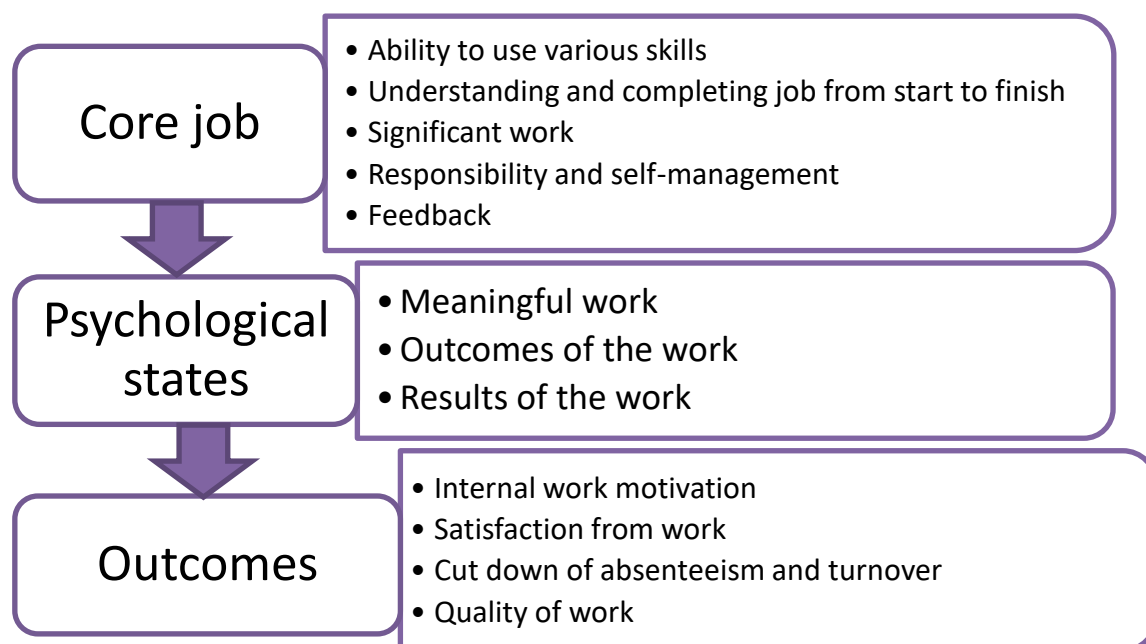 Core job
• Ability to use various skills
• Understanding and completing job from start to finish
• Significant work
• Responsibility and self-management
• Feedback
Psychological
states
• Meaningful work
• Outcomes of the work
• Results of the work
Outcomes
• Internal work motivation
• Satisfaction from work
• Cut down of absenteeism and turnover
• Quality of work